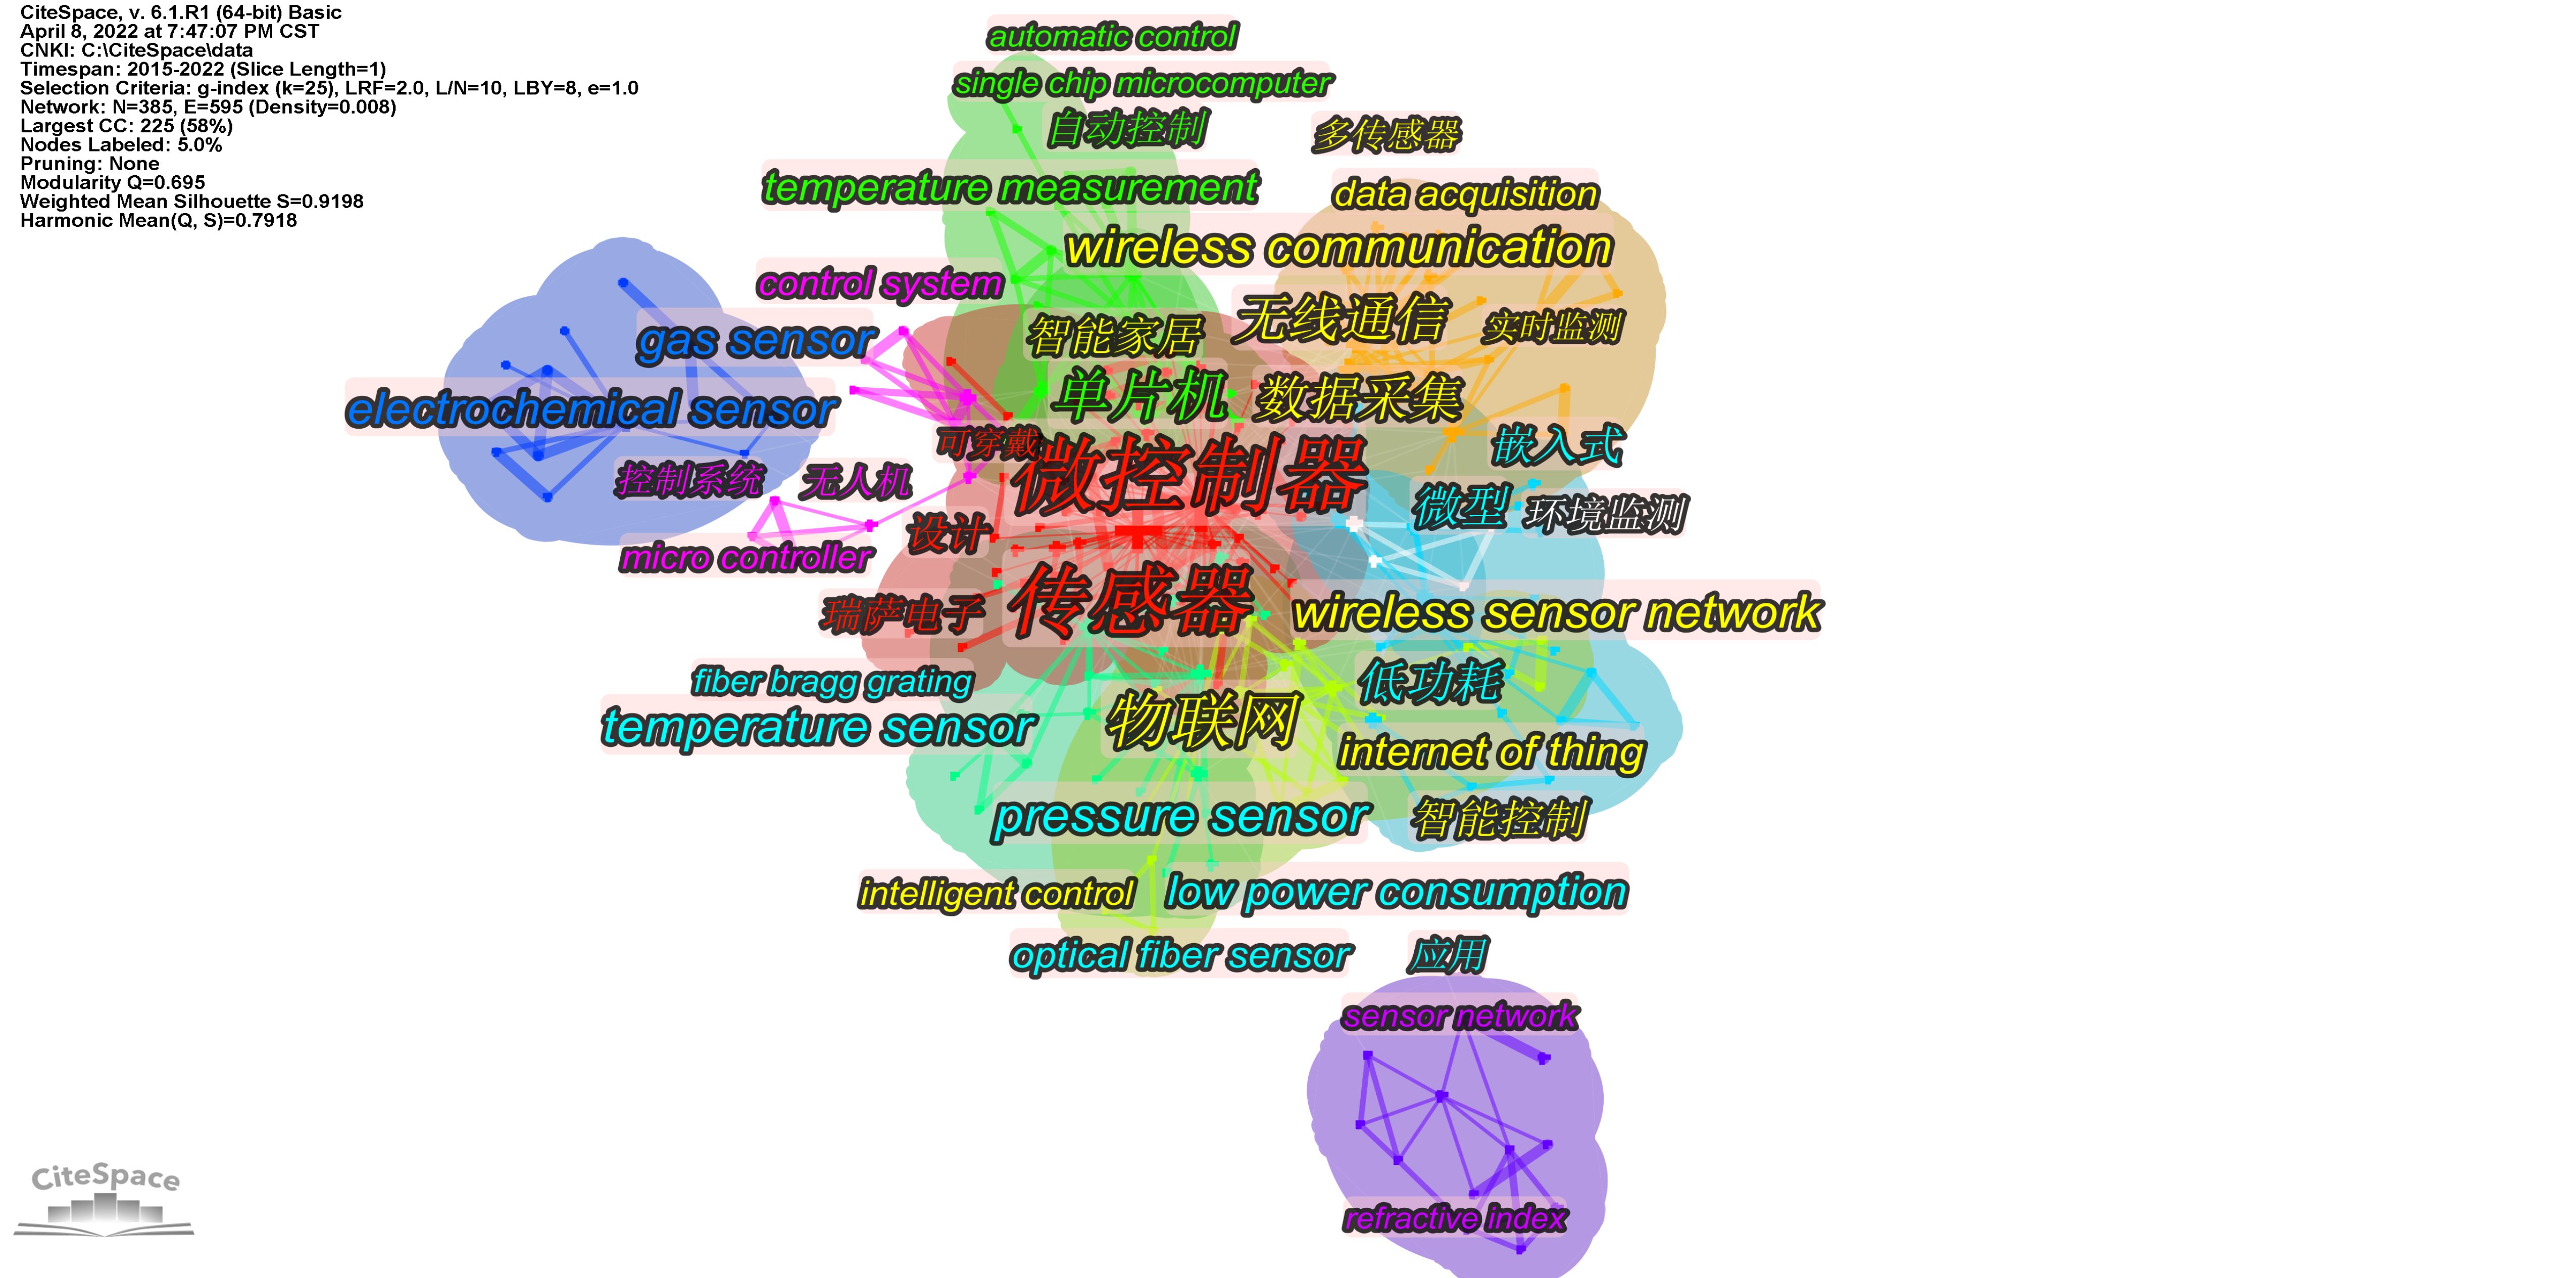 CiteSpace, v. 6.1.R1 (64-bit) Basic
April 8, 2022 at 7:47:07 PM CST
CNKI: C:\CiteSpace\data
Timespan: 2015-2022 (Slice Length=1)
Selection Criteria: g-index (k=25), LRF=2.0, L/N=10, LBY=8, e=1.0
Network: N=385, E=595 (Density=0.008)
Largest CC: 225 (58%)
Nodes Labeled: 5.0%
Pruning: None
Modularity Q=0.695
Weighted Mean Silhouette S=0.9198
Harmonic Mean(Q, S)=0.7918
automatic control
single chip microcomputer
自动控制
多传感器
temperature measurement
data acquisition
wireless communication
control system
gas sensor
智能家居
无线通信
实时监测
electrochemical sensor
单片机
数据采集
可穿戴
嵌入式
控制系统
无人机
微控制器
微型
环境监测
设计
micro controller
传感器
瑞萨电子
wireless sensor network
fiber bragg grating
低功耗
temperature sensor
物联网
internet of thing
pressure sensor
智能控制
intelligent control
low power consumption
optical fiber sensor
应用
sensor network
refractive index
CiteSpace